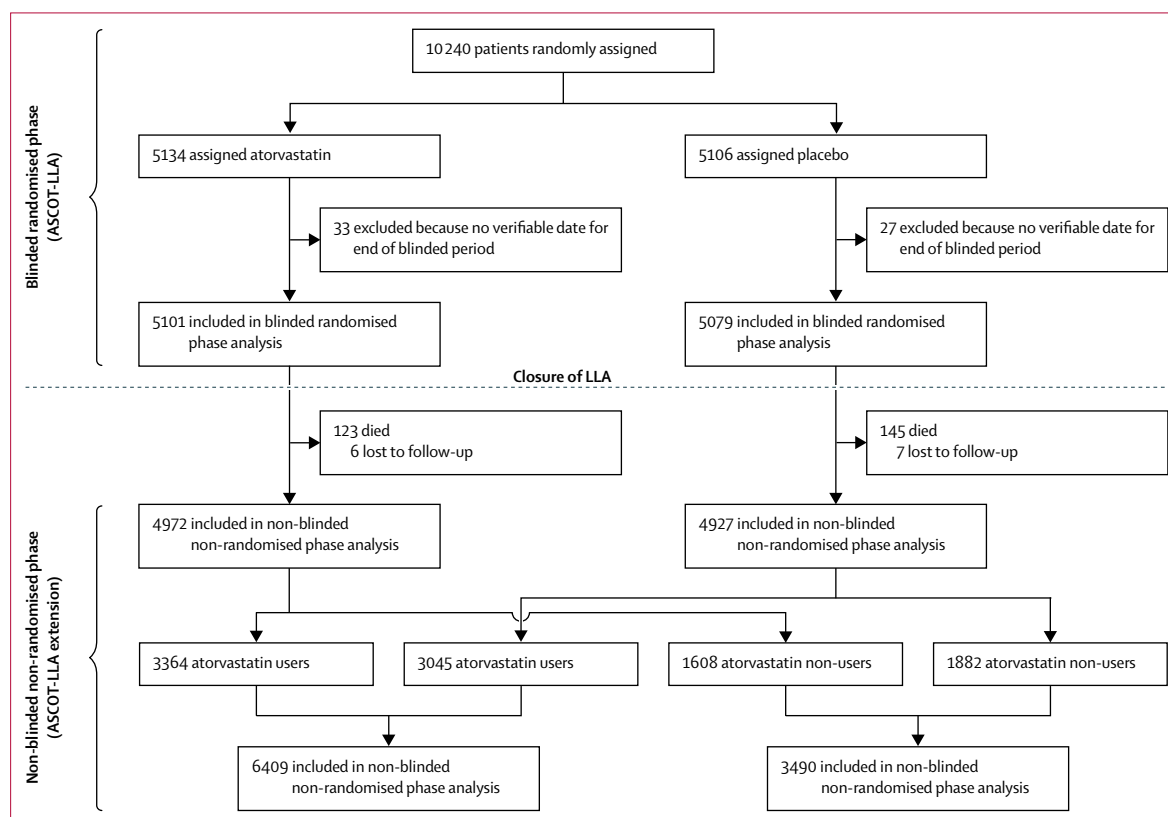 Blinded randomised phase
(ASCOT-LLA)
10 240 patients randomly assigned
5134 assigned atorvastatin
5106 assigned placebo
33 excluded because no verifiable date for
end of blinded period
27 excluded because no verifiable date for
end of blinded period
5101 included in blinded randomised
phase analysis
5079 included in blinded randomised
phase analysis
Closure of LLA
Non-blinded non-randomised phase
(ASCOT-LLA extension)
123 died
6 lost to follow-up
145 died
7 lost to follow-up
4972 included in non-blinded
non-randomised phase analysis
4927 included in non-blinded
non-randomised phase analysis
3364 atorvastatin users
3045 atorvastatin users
1608 atorvastatin non-users
1882 atorvastatin non-users
6409 included in non-blinded
non-randomised phase analysis
3490 included in non-blinded
non-randomised phase analysis